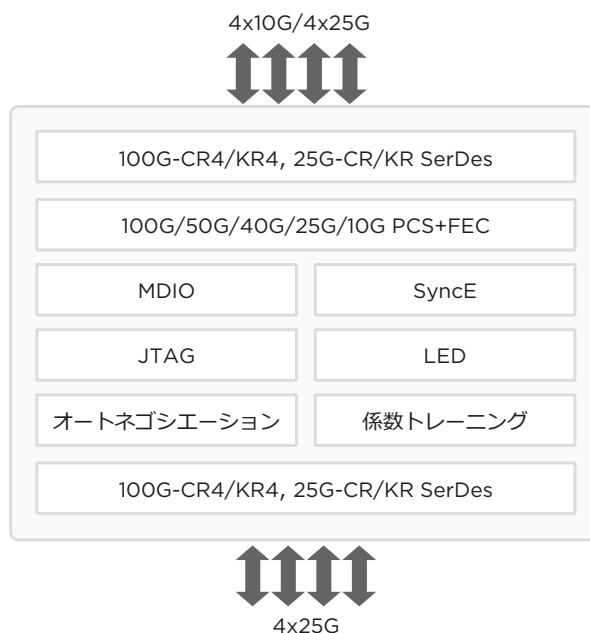 4x10G/4x25G
100G-CR4/KR4, 25G-CR/KR SerDes
100G/50G/40G/25G/10G PCS+FEC
MDIO
SyncE
JTAG
LED
オートネゴシエーション
係数トレーニング
100G-CR4/KR4, 25G-CR/KR SerDes
4x25G